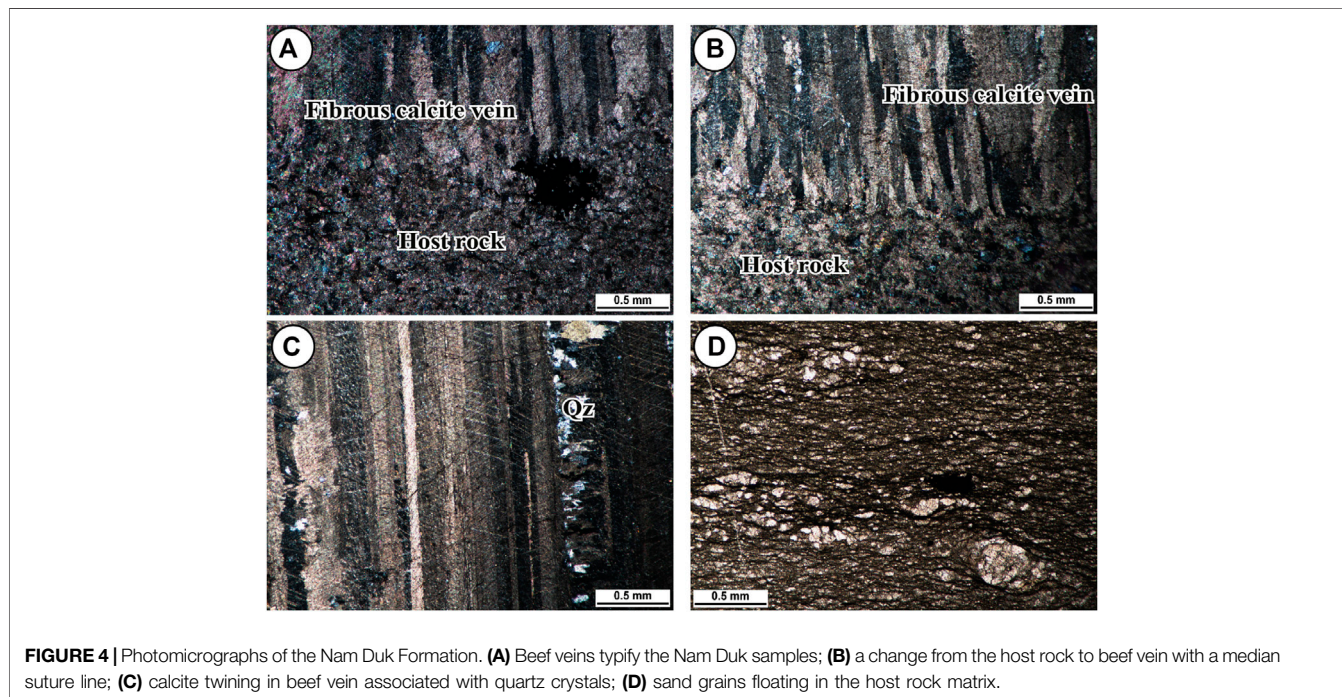 A
Fibrous calcite vein
Host rock
0.5 mm
B
Fibrous calcite vein
Host rock
0.5 mm
C
Qz
0.5 mm
D
0.5 mm
FIGURE 4 | Photomicrographs of the Nam Duk Formation. (A) Beef veins typify the Nam Duk samples; (B) a change from the host rock to beef vein with a median
suture line; (C) calcite twining in beef vein associated with quartz crystals; (D) sand grains floating in the host rock matrix.